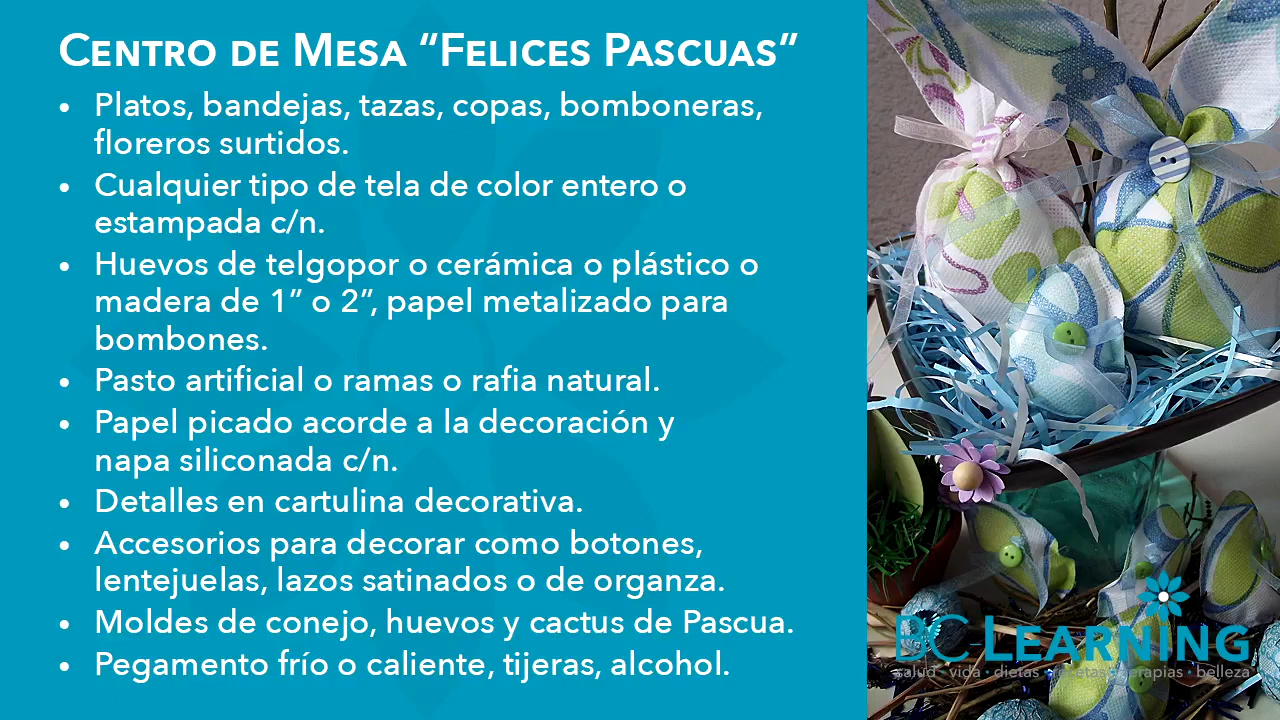 Centro de Mesa “Felices Pascuas”
• Platos, bandejas, tazas, copas, bomboneras,
floreros surtidos.
• Cualquier tipo de tela de color entero o
estampada c/n.
• Huevos de telgopor o cerámica o plástico o
madera de 1” o 2”, papel metalizado para
bombones.
• Pasto artificial o ramas o rafia natural.
• Papel picado acorde a la decoración y
napa siliconada c/n.
• Detalles en cartulina decorativa.
• Accesorios para decorar como botones,
lentejuelas, lazos satinados o de organza.
• Moldes de conejo, huevos y cactus de Pascua.
• Pegamento frío o caliente, tijeras, alcohol.
BC-Learning
salud · vida · dietas · recetas · terapias · belleza